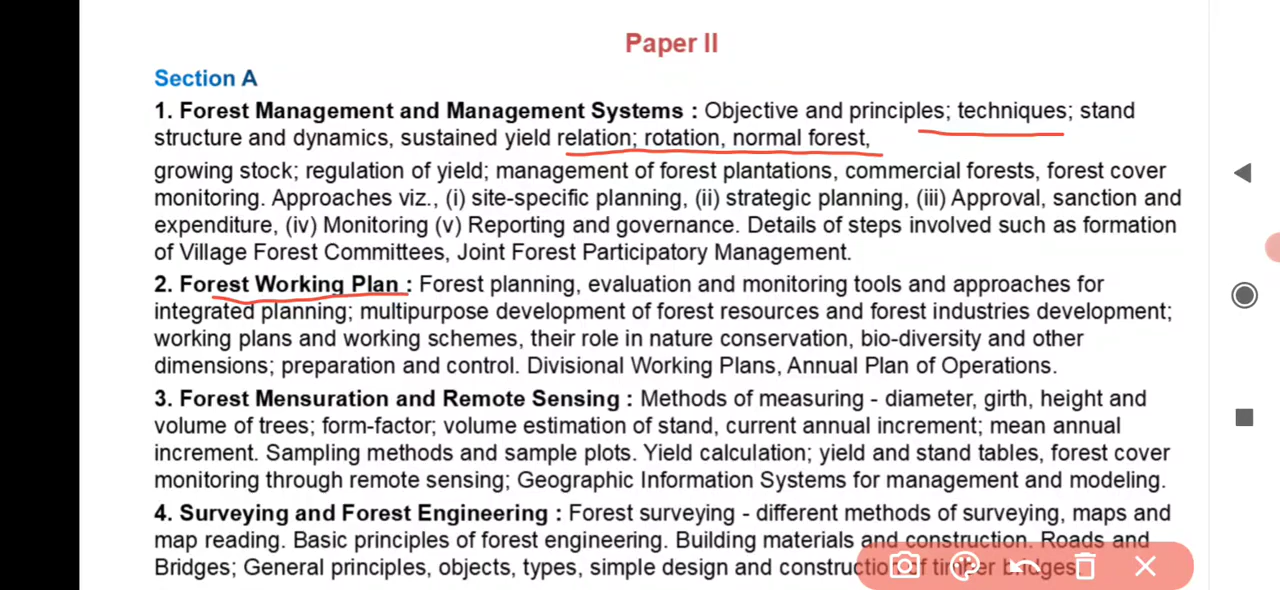 Paper II
Section A
1. Forest Management and Management Systems : Objective and principles; techniques; stand
structure and dynamics, sustained yield relation; rotation, normal forest,
growing stock; regulation of yield; management of forest plantations, commercial forests, forest cover
monitoring. Approaches viz., (i) site-specific planning, (ii) strategic planning, (iii) Approval, sanction and
expenditure, (iv) Monitoring (v) Reporting and governance. Details of steps involved such as formation
of Village Forest Committees, Joint Forest Participatory Management.
2. Forest Working Plan : Forest planning, evaluation and monitoring tools and approaches for
integrated planning; multipurpose development of forest resources and forest industries development;
working plans and working schemes, their role in nature conservation, bio-diversity and other
dimensions; preparation and control. Divisional Working Plans, Annual Plan of Operations.
3. Forest Mensuration and Remote Sensing : Methods of measuring - diameter, girth, height and
volume of trees; form-factor; volume estimation of stand, current annual increment; mean annual
increment. Sampling methods and sample plots. Yield calculation; yield and stand tables, forest cover
monitoring through remote sensing; Geographic Information Systems for management and modeling.
4. Surveying and Forest Engineering : Forest surveying - different methods of surveying, maps and
map reading. Basic principles of forest engineering. Building materials and construction. Roads and
Bridges; General principles, objects, types, simple design and construction of timber bridges.